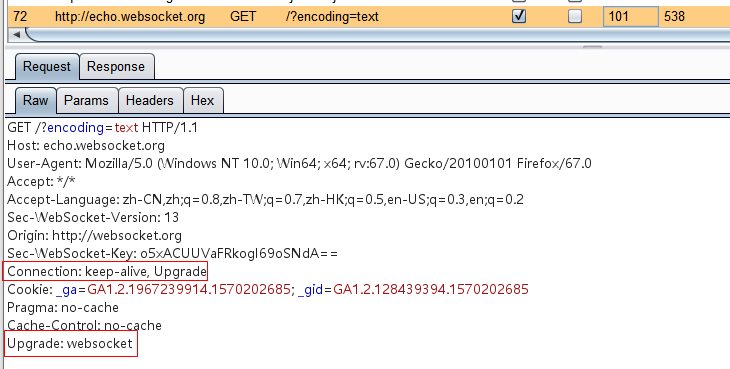 72 http://echo.websocket.org GET /?encoding=text 101 538
Request Response
Raw Params Headers Hex
GET /?encoding=text HTTP/1.1
Host: echo.websocket.org
User-Agent: Mozilla/5.0 (Windows NT 10.0; Win64; x64; rv:67.0) Gecko/20100101 Firefox/67.0
Accept: */*
Accept-Language: zh-CN,zh;q=0.8,zh-TW;q=0.7,zh-HK;q=0.5,en-US;q=0.3,en;q=0.2
Sec-WebSocket-Version: 13
Origin: http://websocket.org
Sec-WebSocket-Key: o5xACUUVaFRkogI69oSNdA==
Connection: keep-alive, Upgrade
Cookie: _ga=GA1.2.1967239914.1570202685; _gid=GA1.2.128439394.1570202685
Pragma: no-cache
Cache-Control: no-cache
Upgrade: websocket